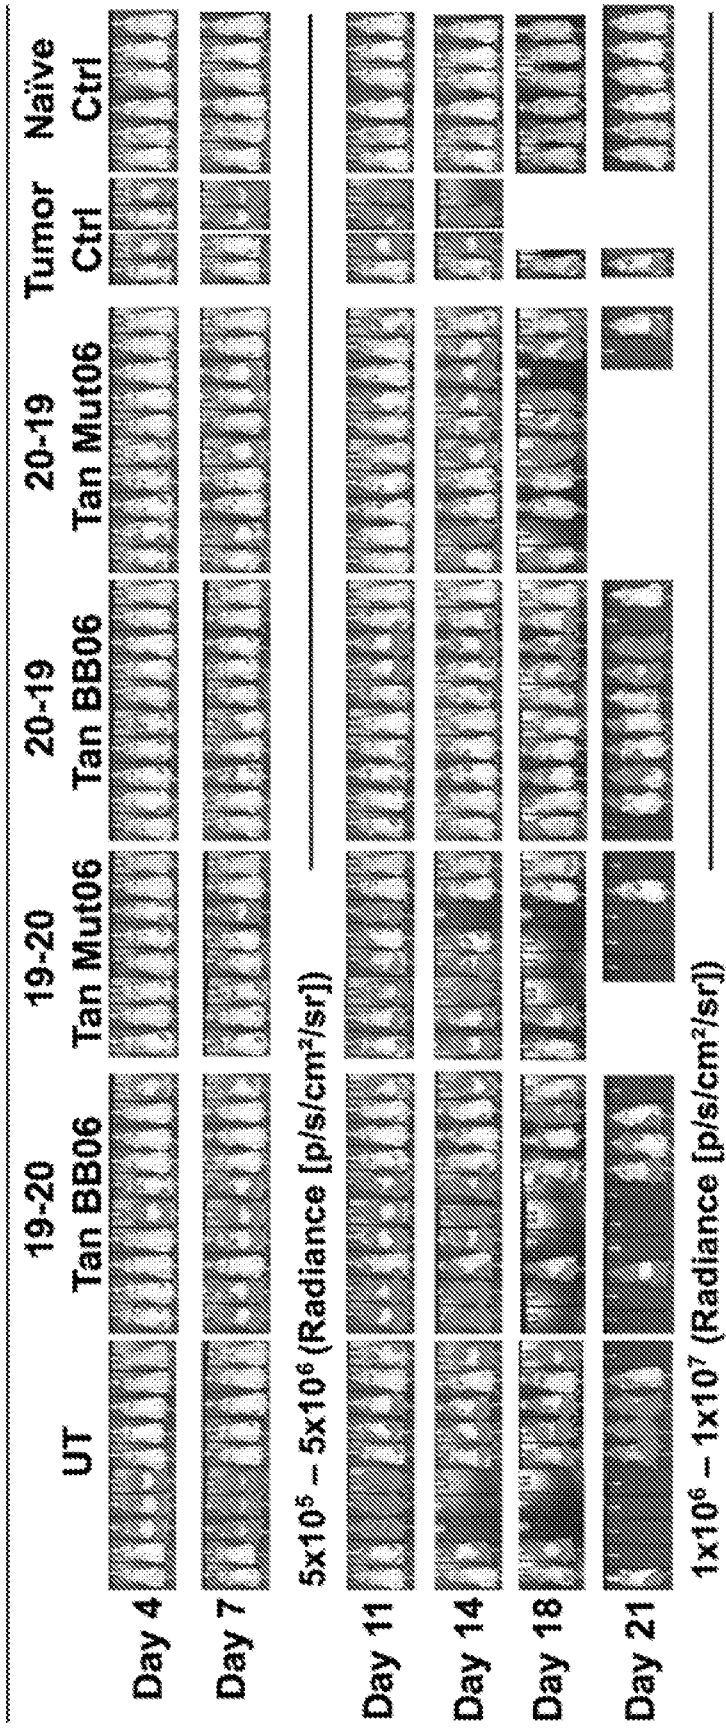 UT
19-20
Tan BB06
19-20
Tan Mut06
20-19
Tan BB06
20-19
Tan Mut06
Tumor
Ctrl
Naïve
Ctrl
Day 4
Day 7
5x10⁵ – 5x10⁶ (Radiance [p/s/cm²/sr])
Day 11
Day 14
Day 18
Day 21
1x10⁶ – 1x10⁷ (Radiance [p/s/cm²/sr])